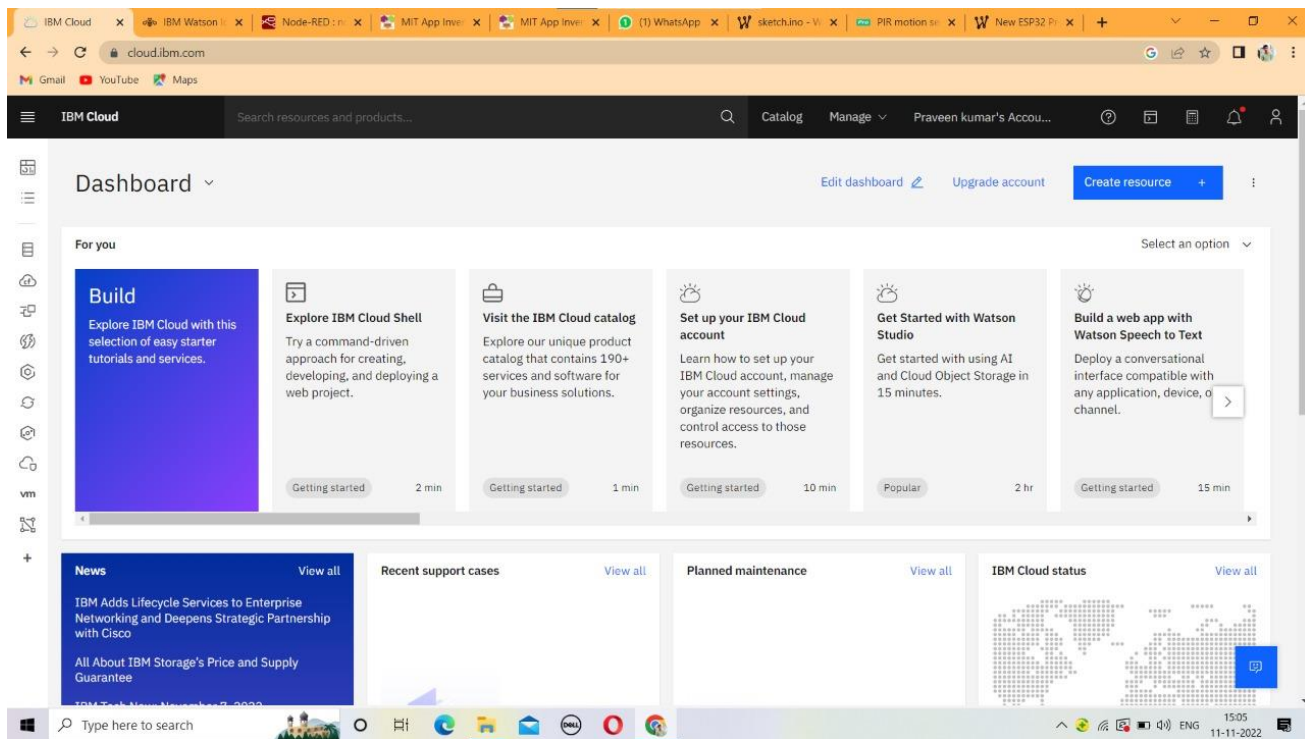 IBM Cloud
IBM Watson I
Node-RED : n
MIT App Inve
MIT App Inve
(1) WhatsApp
sketch.ino - W
PIR motion se
New ESP32 Pr
cloud.ibm.com
Gmail
YouTube
Maps
IBM Cloud
Search resources and products...
Catalog
Manage
Praveen kumar's Accou...
Dashboard
Edit dashboard
Upgrade account
Create resource +
For you
Select an option
Build
Explore IBM Cloud with this
selection of easy starter
tutorials and services.
Explore IBM Cloud Shell
Try a command-driven
approach for creating,
developing, and deploying a
web project.
Getting started
2 min
Visit the IBM Cloud catalog
Explore our unique product
catalog that contains 190+
services and software for
your business solutions.
Getting started
1 min
Set up your IBM Cloud
account
Learn how to set up your
IBM Cloud account, manage
your account settings,
organize resources, and
control access to those
resources.
Getting started
10 min
Get Started with Watson
Studio
Get started with using AI
and Cloud Object Storage in
15 minutes.
Popular
2 hr
Build a web app with
Watson Speech to Text
Deploy a conversational
interface compatible with
any application, device, o
channel.
Getting started
15 min
vm
News
View all
IBM Adds Lifecycle Services to Enterprise
Networking and Deepens Strategic Partnership
with Cisco
All About IBM Storage's Price and Supply
Guarantee
IBM Tech Now: November 7, 2022
Recent support cases
View all
Planned maintenance
View all
IBM Cloud status
View all
Type here to search
DELL
ENG
15:05
11-11-2022